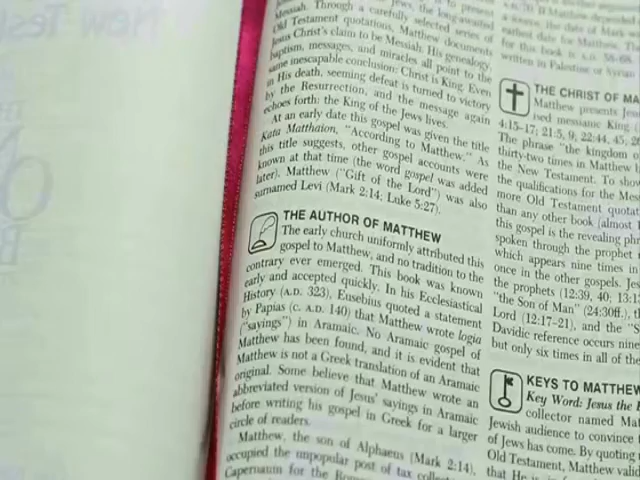 Messiah. Through a carefully selected series of
Old Testament quotations, Matthew documents
Jesus Christ's claim to be Messiah. His genealogy,
baptism, messages, and miracles all point to the
same inescapable conclusion: Christ is King. Even
in His death, seeming defeat is turned to victory
by the Resurrection, and the message again
echoes forth: the King of the Jews lives.
At an early date this gospel was given the title
Kata Matthaion, "According to Matthew." As
this title suggests, other gospel accounts were
known at that time (the word gospel was added
later). Matthew ("Gift of the Lord") was also
surnamed Levi (Mark 2:14; Luke 5:27).
THE AUTHOR OF MATTHEW
The early church uniformly attributed this
gospel to Matthew, and no tradition to the
contrary ever emerged. This book was known
early and accepted quickly. In his Ecclesiastical
History (A.D. 323), Eusebius quoted a statement
by Papias (c. A.D. 140) that Matthew wrote logia
("sayings") in Aramaic. No Aramaic gospel of
Matthew has been found, and it is evident that
Matthew is not a Greek translation of an Aramaic
original. Some believe that Matthew wrote an
abbreviated version of Jesus' sayings in Aramaic
before writing his gospel in Greek for a larger
circle of readers.
Matthew, the son of Alphaeus (Mark 2:14),
occupied the unpopular post of tax
Capernaum for the
THE CHRIST OF
Matthew presents
messianic King
4:15–17; 21:5, 9; 22:44, 45;
The phrase "the kingdom
thirty-two times in Matthew
the New Testament. To
the qualifications for the
more Old Testament
than any other book (almost
this gospel is the revealing
spoken through the prophet
which appears nine times in
once in the other gospels.
the prophets (12:39, 40;
"the Son of Man" (24:30ff.),
Lord (12:17–21), and the
Davidic reference occurs nine
but only six times in all of the
KEYS TO MATTHEW
Key Word: Jesus the
collector named
Jewish audience to convince
of Jews have come. By quoting
Old Testament, Matthew
that He is,